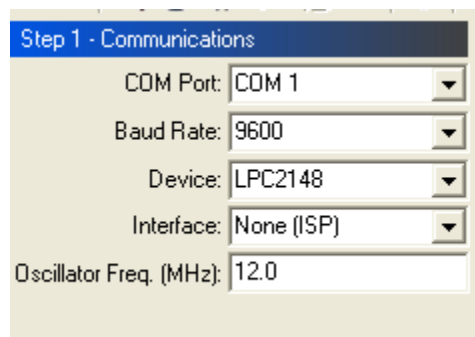 Step 1 - Communications
COM Port: COM 1
Baud Rate: 9600
Device: LPC2148
Interface: None (ISP)
Oscillator Freq. (MHz): 12.0